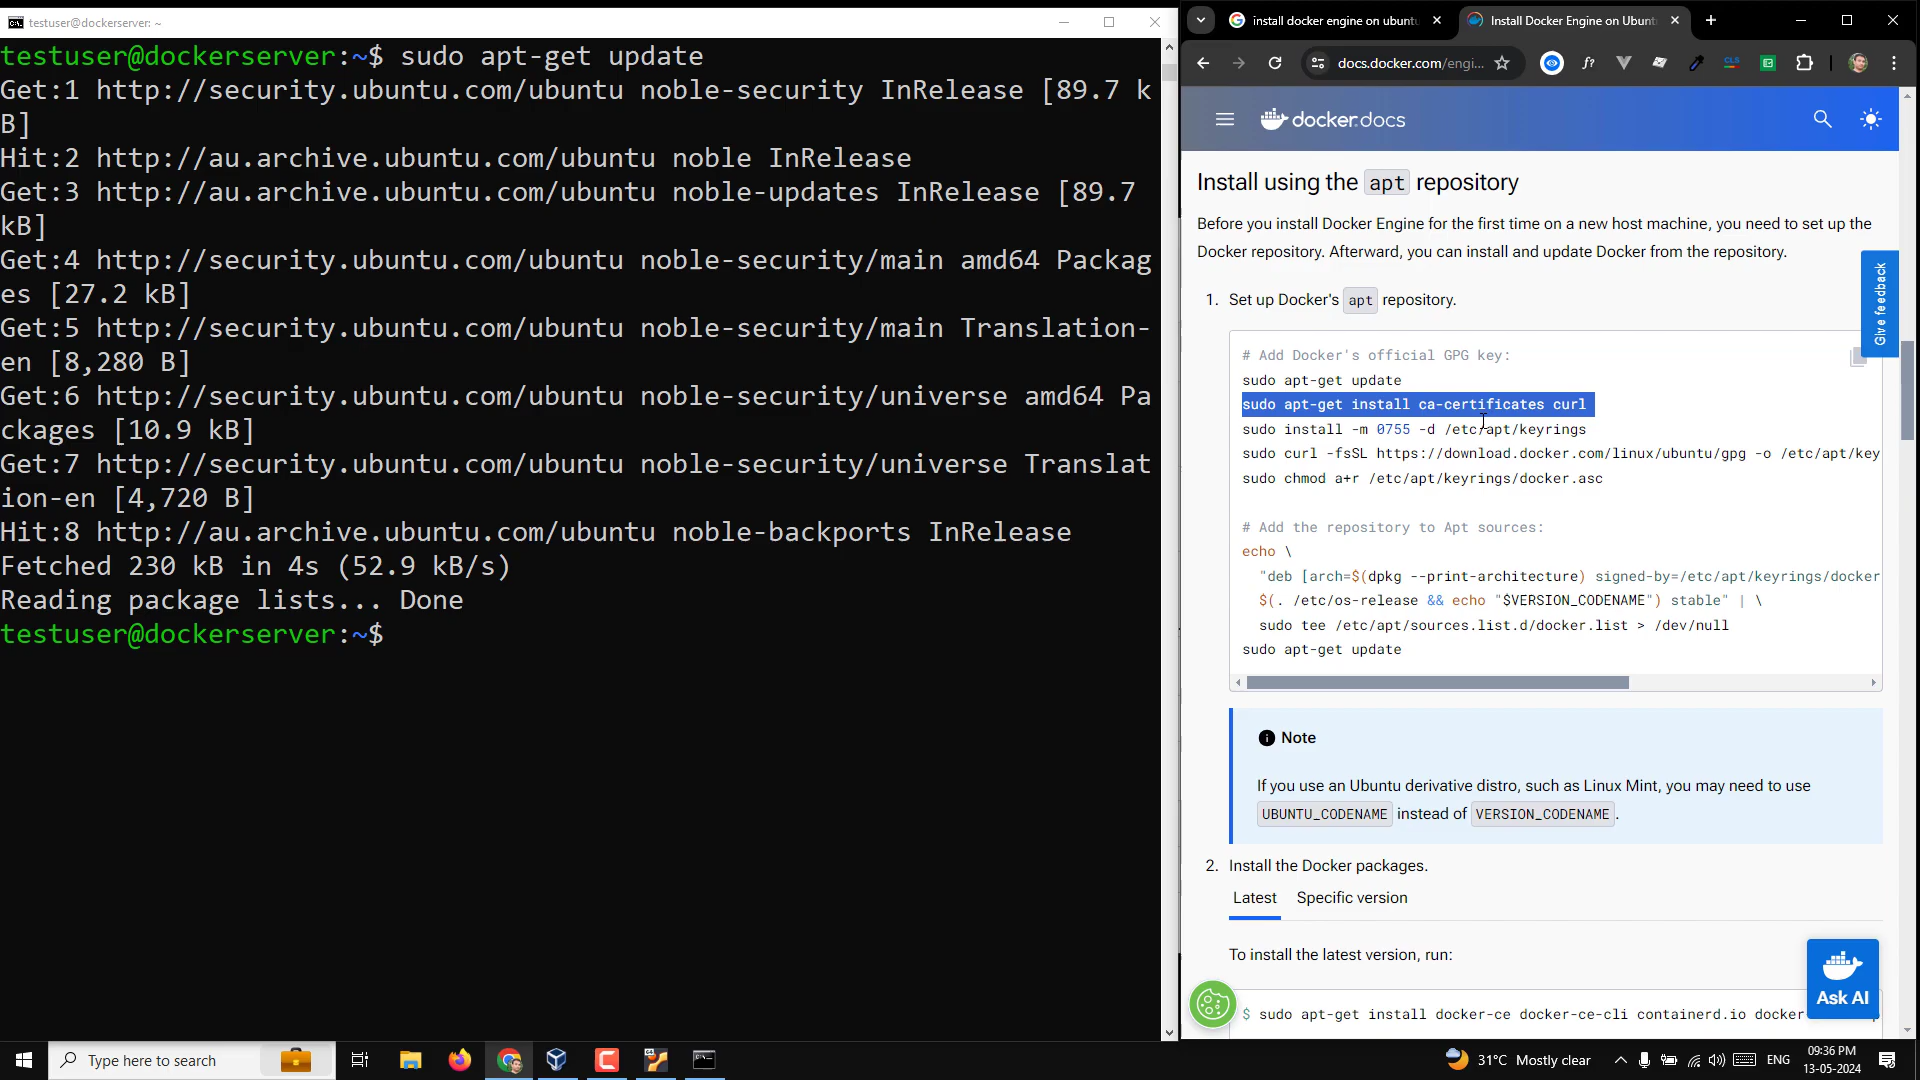 testuser@dockerserver: ~
testuser@dockerserver:~$ sudo apt-get update
Get:1 http://security.ubuntu.com/ubuntu noble-security InRelease [89.7 k
B]
Hit:2 http://au.archive.ubuntu.com/ubuntu noble InRelease
Get:3 http://au.archive.ubuntu.com/ubuntu noble-updates InRelease [89.7
kB]
Get:4 http://security.ubuntu.com/ubuntu noble-security/main amd64 Packag
es [27.2 kB]
Get:5 http://security.ubuntu.com/ubuntu noble-security/main Translation-
en [8,280 B]
Get:6 http://security.ubuntu.com/ubuntu noble-security/universe amd64 Pa
ckages [10.9 kB]
Get:7 http://security.ubuntu.com/ubuntu noble-security/universe Translat
ion-en [4,720 B]
Hit:8 http://au.archive.ubuntu.com/ubuntu noble-backports InRelease
Fetched 230 kB in 4s (52.9 kB/s)
Reading package lists... Done
testuser@dockerserver:~$
install docker engine on ubuntu
Install Docker Engine on Ubunt
docs.docker.com/engi...
f?
CLS
docker.docs
Install using the apt repository
Before you install Docker Engine for the first time on a new host machine, you need to set up the
Docker repository. Afterward, you can install and update Docker from the repository.
1. Set up Docker's apt repository.
# Add Docker's official GPG key:
sudo apt-get update
sudo apt-get install ca-certificates curl
sudo install -m 0755 -d /etc/apt/keyrings
sudo curl -fsSL https://download.docker.com/linux/ubuntu/gpg -o /etc/apt/key
sudo chmod a+r /etc/apt/keyrings/docker.asc
# Add the repository to Apt sources:
echo \
"deb [arch=$(dpkg --print-architecture) signed-by=/etc/apt/keyrings/docker
$(. /etc/os-release && echo "$VERSION_CODENAME") stable" | \
sudo tee /etc/apt/sources.list.d/docker.list > /dev/null
sudo apt-get update
Note
If you use an Ubuntu derivative distro, such as Linux Mint, you may need to use
UBUNTU_CODENAME instead of VERSION_CODENAME.
2. Install the Docker packages.
Latest Specific version
To install the latest version, run:
$ sudo apt-get install docker-ce docker-ce-cli containerd.io docker
Give feedback
Ask AI
Type here to search
31°C Mostly clear
ENG
09:36 PM
13-05-2024